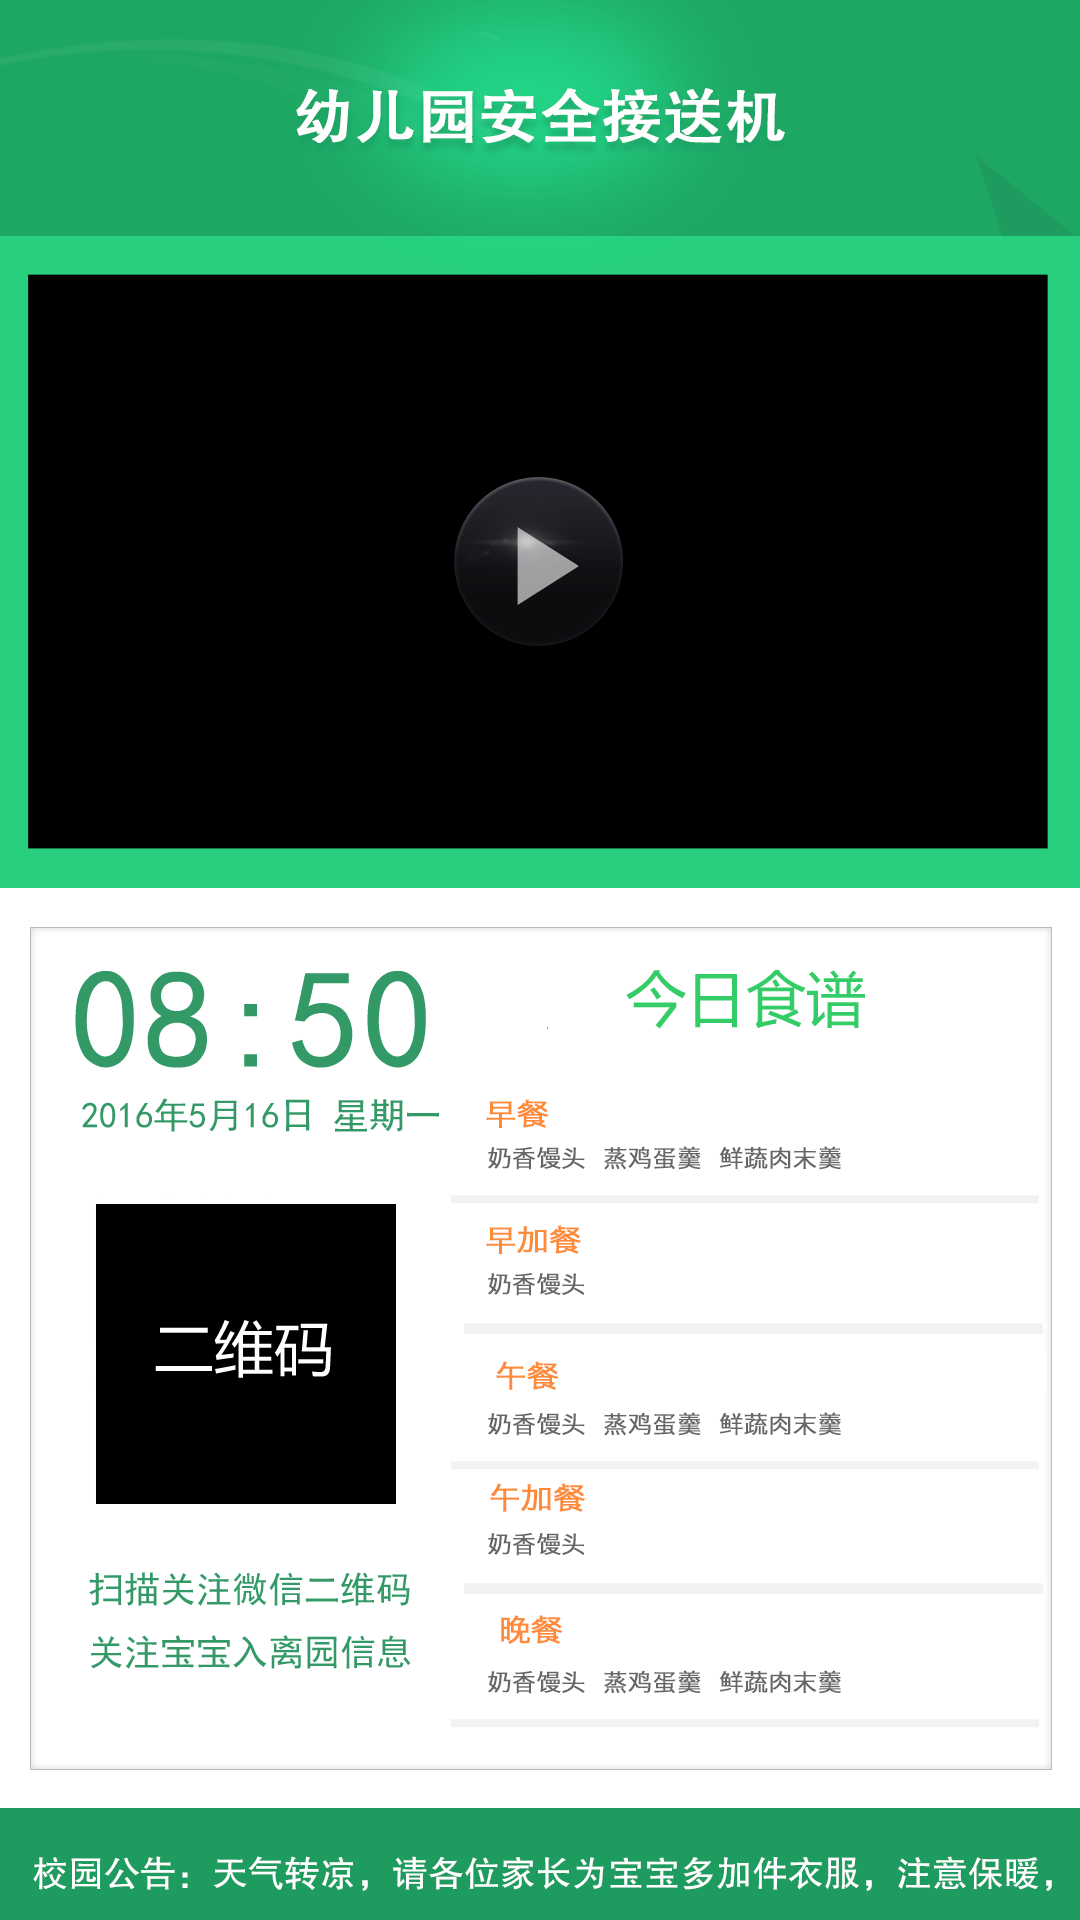 幼儿园安全接送机
08:50
2016年5月16日 星期一
二维码
扫描关注微信二维码
关注宝宝入离园信息
今日食谱
早餐
奶香馒头 蒸鸡蛋羹 鲜蔬肉末羹
早加餐
奶香馒头
午餐
奶香馒头 蒸鸡蛋羹 鲜蔬肉末羹
午加餐
奶香馒头
晚餐
奶香馒头 蒸鸡蛋羹 鲜蔬肉末羹
校园公告：天气转凉，请各位家长为宝宝多加件衣服，注意保暖，